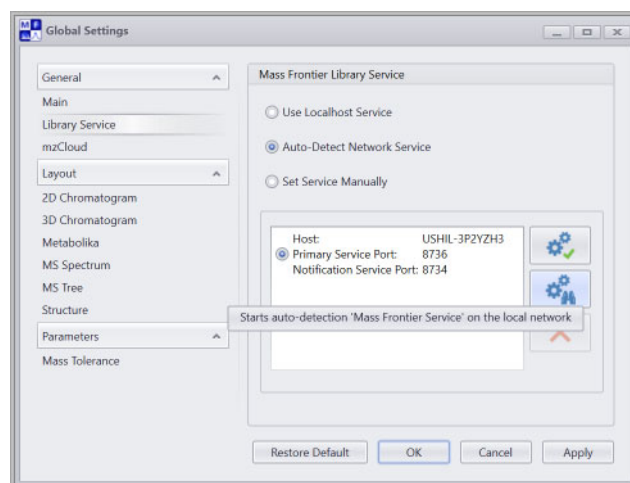 Global Settings
General
Main
Library Service
mzCloud
Layout
2D Chromatogram
3D Chromatogram
Metabolika
MS Spectrum
MS Tree
Structure
Parameters
Mass Tolerance
Mass Frontier Library Service
Use Localhost Service
Auto-Detect Network Service
Set Service Manually
Host: USHIL-3P2YZH3
Primary Service Port: 8736
Notification Service Port: 8734
Starts auto-detection 'Mass Frontier Service' on the local network
Restore Default OK Cancel Apply